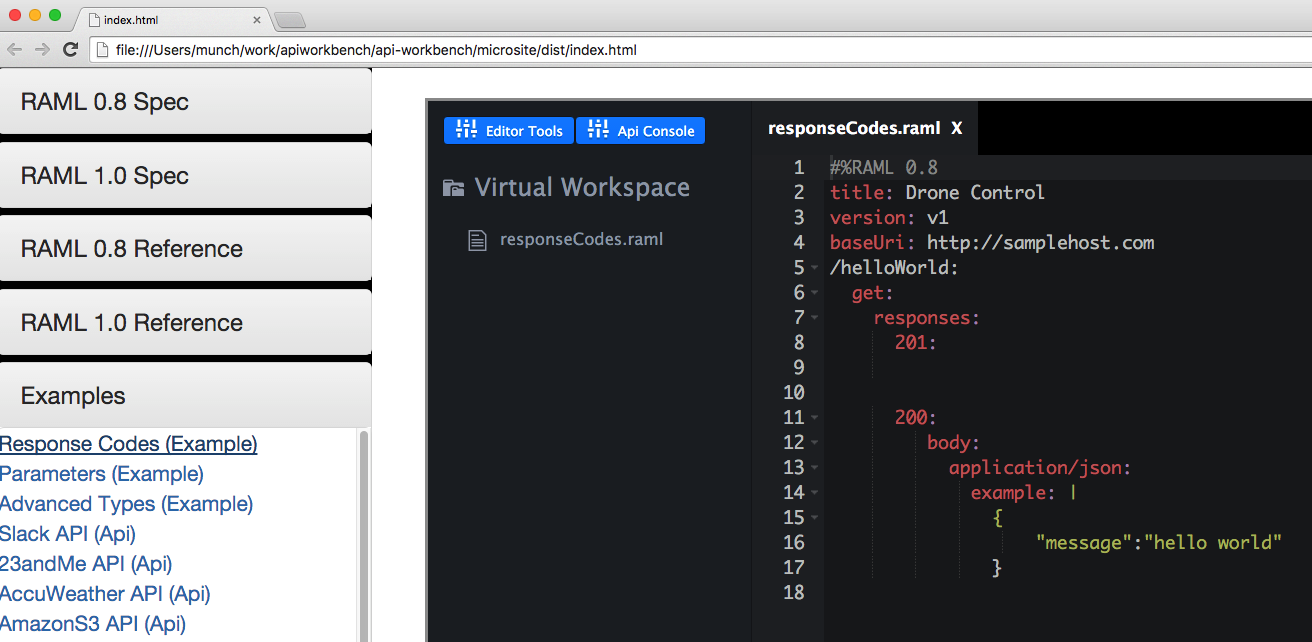 index.html
file:///Users/munch/work/apiworkbench/api-workbench/microsite/dist/index.html
RAML 0.8 Spec
RAML 1.0 Spec
RAML 0.8 Reference
RAML 1.0 Reference
Examples
Response Codes (Example)
Parameters (Example)
Advanced Types (Example)
Slack API (Api)
23andMe API (Api)
AccuWeather API (Api)
AmazonS3 API (Api)
Editor Tools Api Console
Virtual Workspace
responseCodes.raml
responseCodes.raml X
1 #%RAML 0.8
2 title: Drone Control
3 version: v1
4 baseUri: http://samplehost.com
5 /helloWorld:
6 get:
7 responses:
8 201:
9
10
11 200:
12 body:
13 application/json:
14 example: |
15 {
16 "message":"hello world"
17 }
18